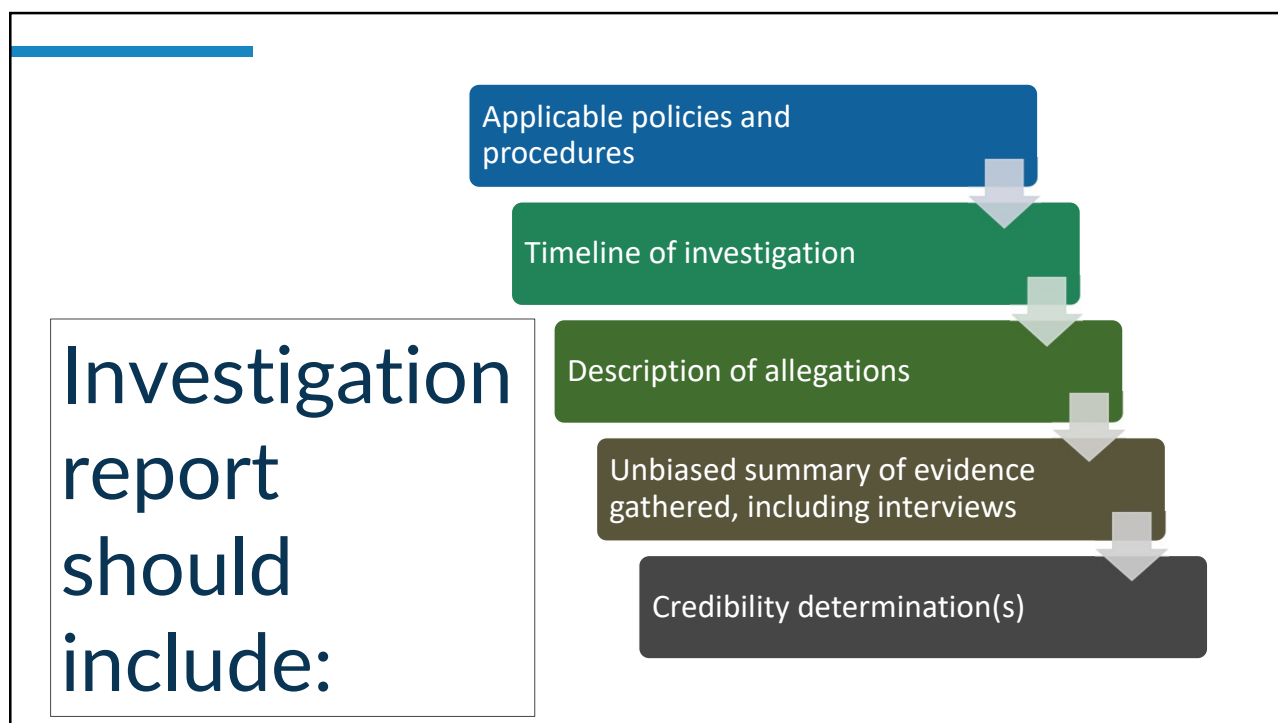 Investigation
report
should
include:
Applicable policies and
procedures
Timeline of investigation
Description of allegations
Unbiased summary of evidence
gathered, including interviews
Credibility determination(s)